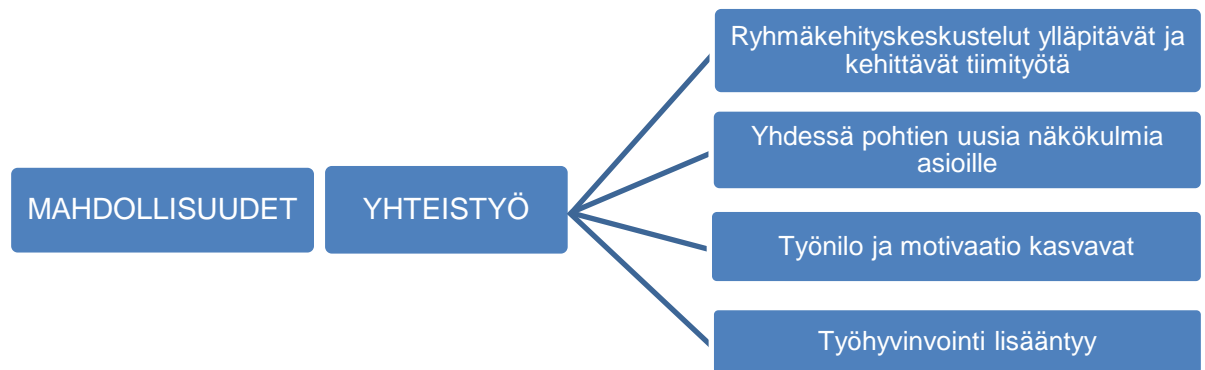 Ryhmäkehityskeskustelut ylläpitävät ja
kehittävät tiimityötä
Yhdessä pohtien uusia näkökulmia
asioille
MAHDOLLISUUDET
YHTEISTYÖ
Työnilo ja motivaatio kasvavat
Työhyvinvointi lisääntyy